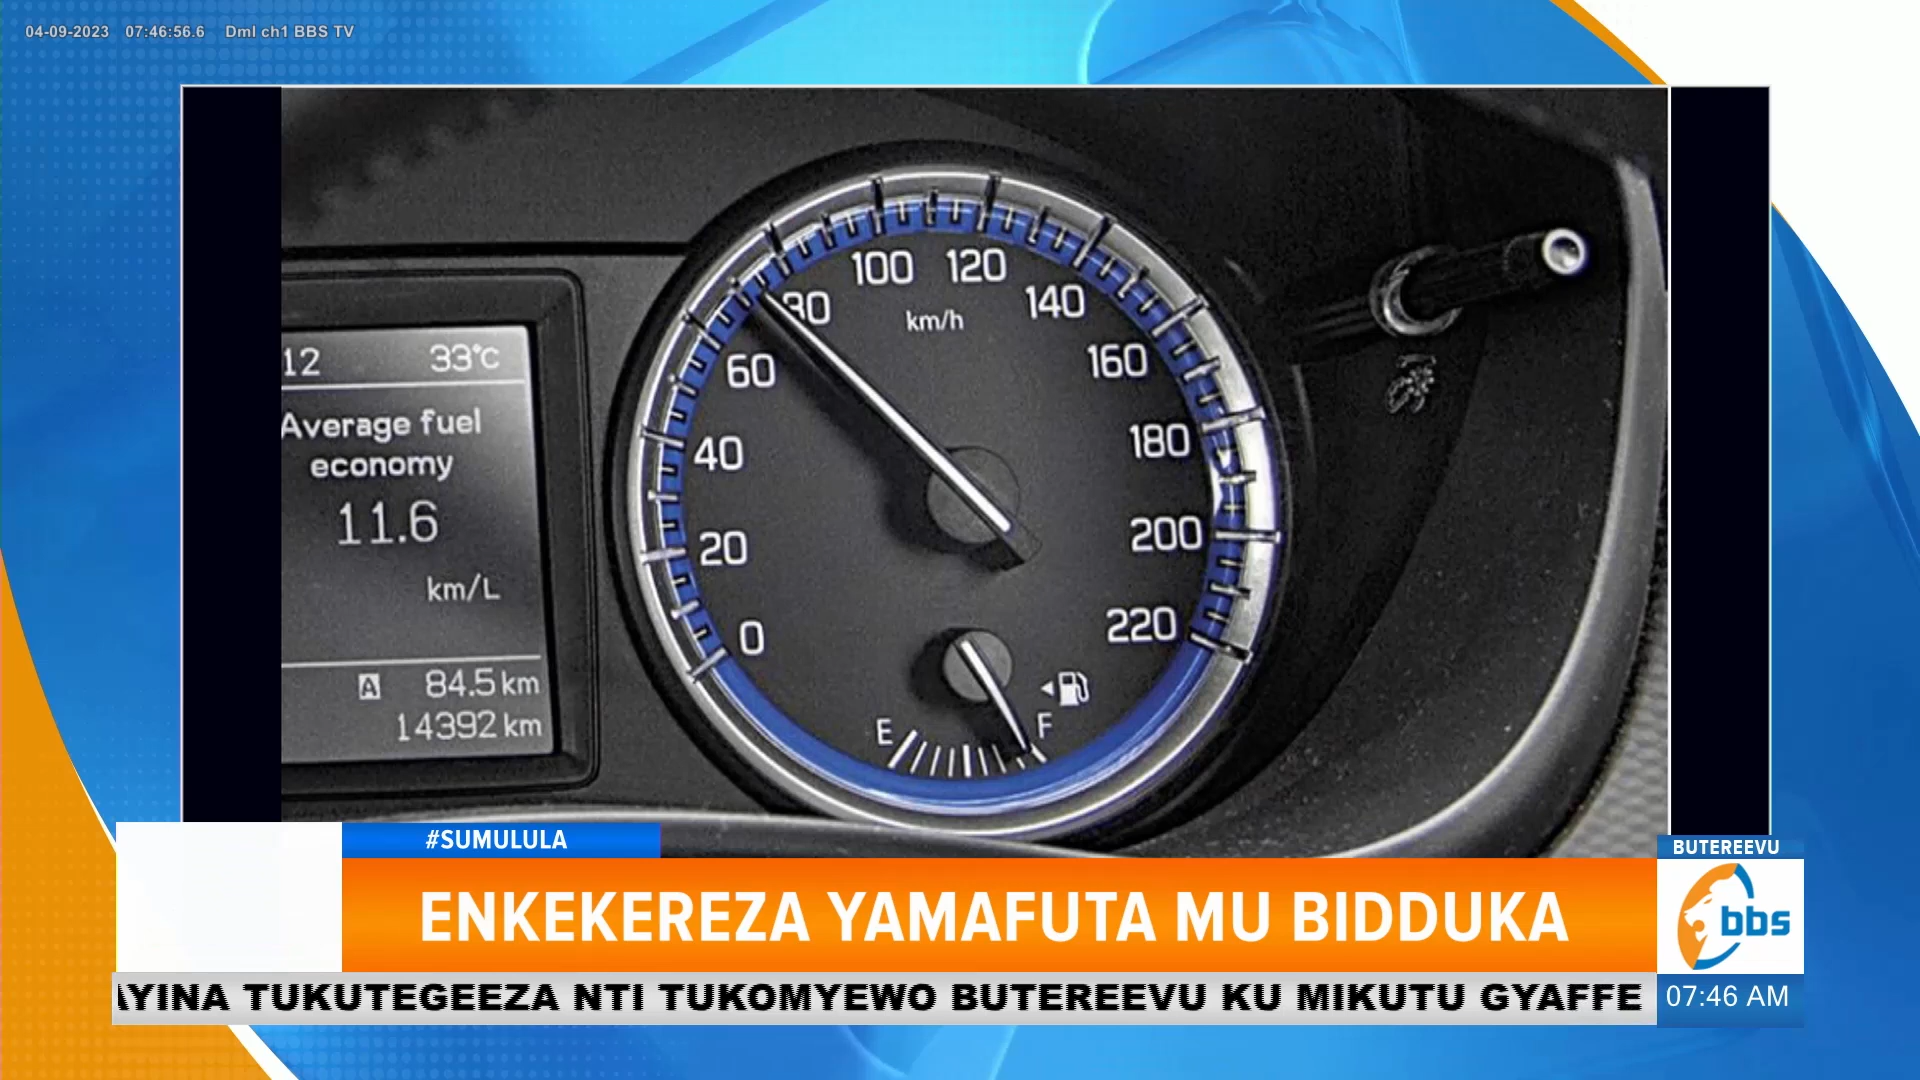 04-09-2023 07:46:56.6 Dml ch1 BBS TV
100 120
80 140
km/h
60 160
40 180
20 200
0 220
E F
12 33°C
Average fuel
economy
11.6
km/L
A 84.5 km
14392 km
#SUMULULA
BUTEREEVU
ENKEKEREZA YAMAFUTA MU BIDDUKA
bbs
TUKUTEGEEZA NTI TUKOMYEWO BUTEREEVU KU MIKUTU GYAFFE
07:46 AM